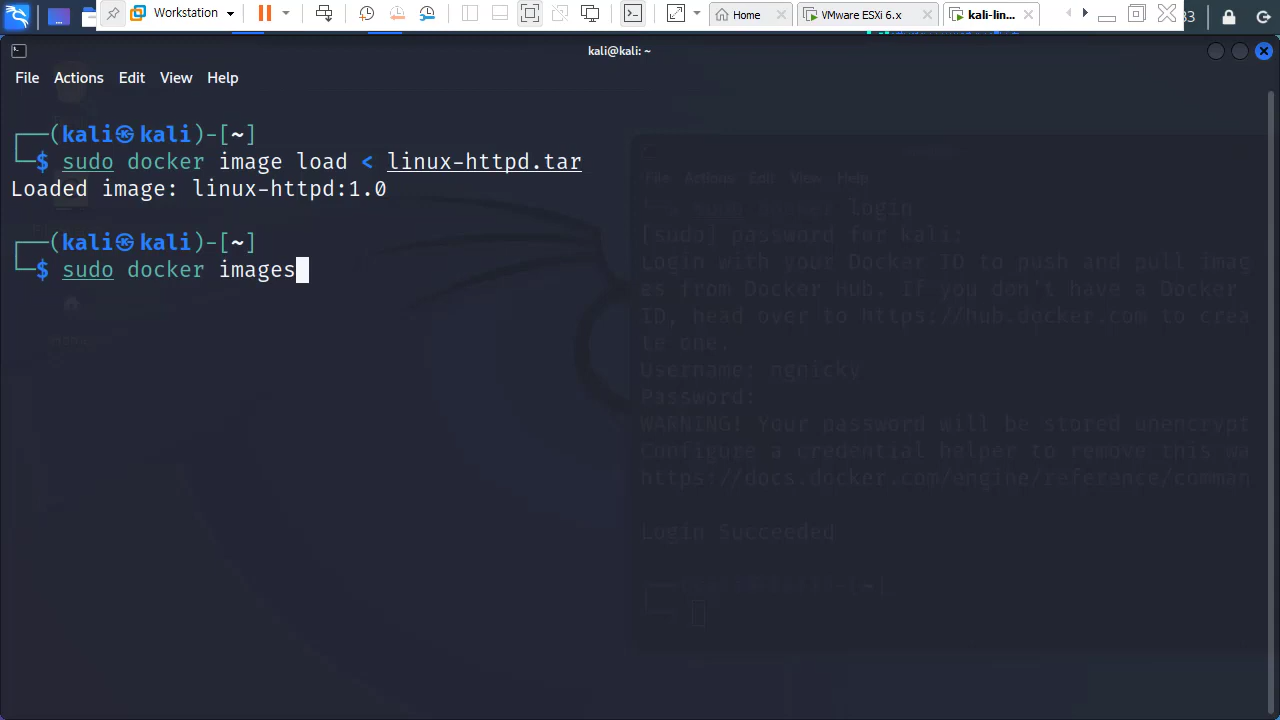 Workstation
Home
VMware ESXi 6.x
kali-lin...
33
kali@kali: ~
File Actions Edit View Help
┌──(kali㉿kali)-[~]
└─$ sudo docker image load < linux-httpd.tar
Loaded image: linux-httpd:1.0
┌──(kali㉿kali)-[~]
└─$ sudo docker images
File Actions Edit View Help
sudo docker login
[sudo] password for kali:
Login with your Docker ID to push and pull imag
es from Docker Hub. If you don't have a Docker
ID, head over to https://hub.docker.com to crea
te one.
Username: ngnicky
Password:
WARNING! Your password will be stored unencrypt
Configure a credential helper to remove this wa
https://docs.docker.com/engine/reference/comman
Login Succeeded
Home